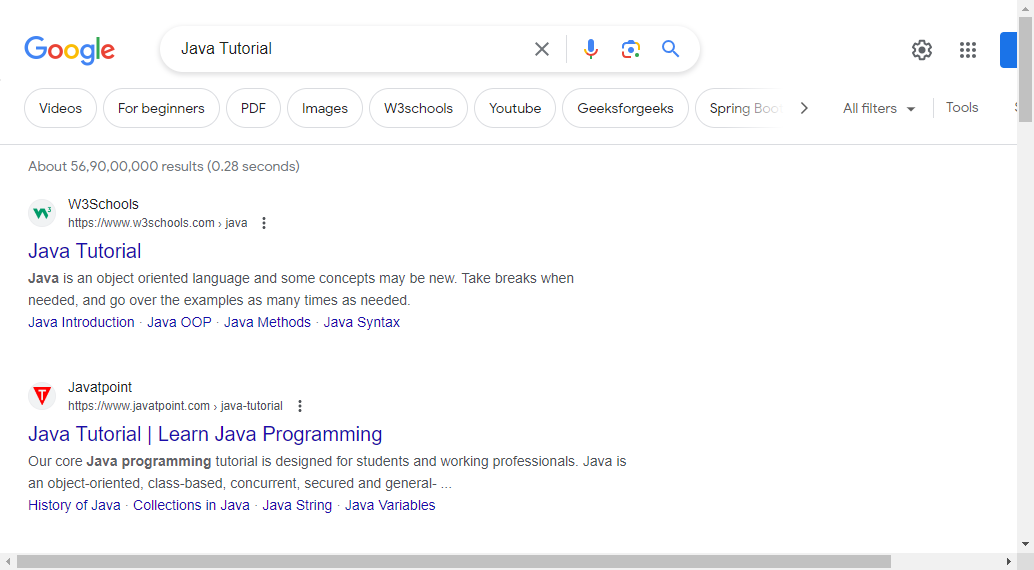 Google
Java Tutorial
Videos For beginners PDF Images W3schools Youtube Geeksforgeeks Spring Boot All filters Tools
About 56,90,00,000 results (0.28 seconds)
W3Schools
https://www.w3schools.com › java
Java Tutorial
Java is an object oriented language and some concepts may be new. Take breaks when
needed, and go over the examples as many times as needed.
Java Introduction · Java OOP · Java Methods · Java Syntax
Javatpoint
https://www.javatpoint.com › java-tutorial
Java Tutorial | Learn Java Programming
Our core Java programming tutorial is designed for students and working professionals. Java is
an object-oriented, class-based, concurrent, secured and general- ...
History of Java · Collections in Java · Java String · Java Variables